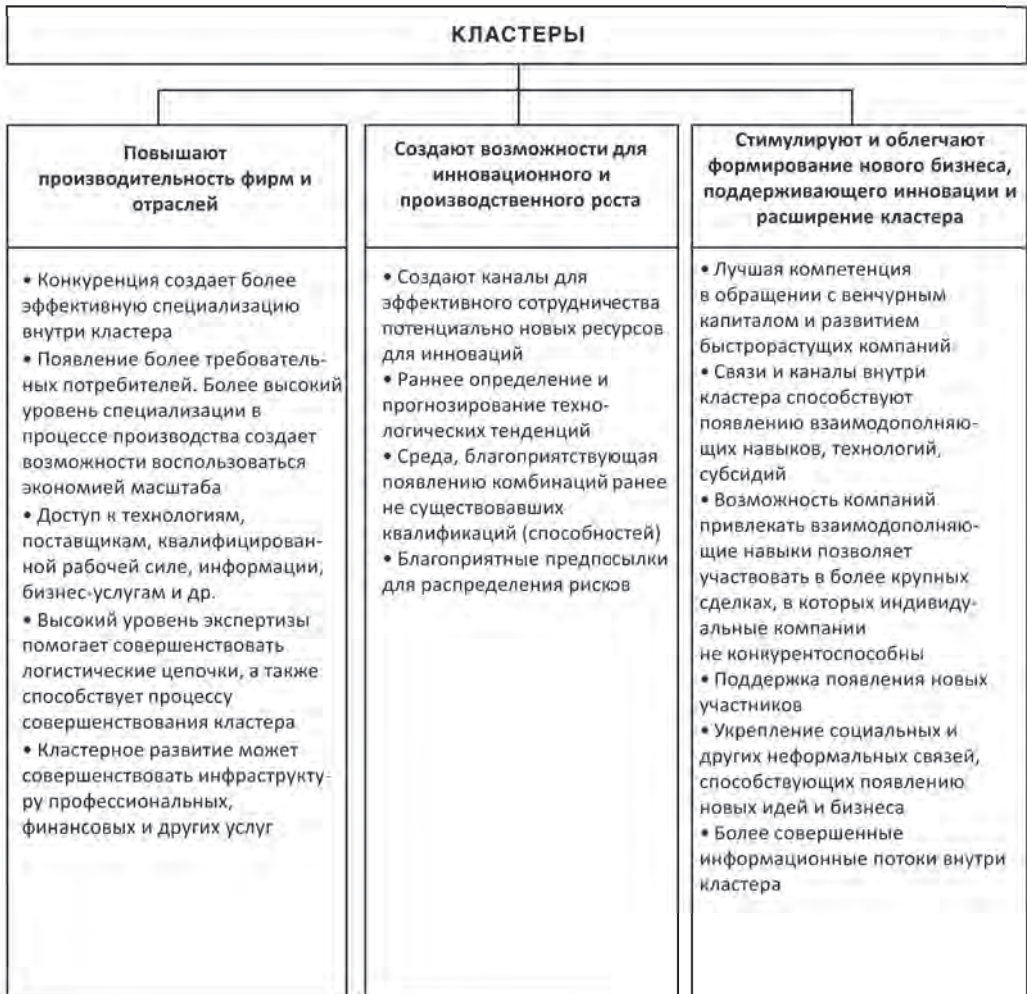 КЛАСТЕРЫ
Повышают
производительность фирм и
отраслей
• Конкуренция создает более
эффективную специализацию
внутри кластера
• Появление более требователь-
ных потребителей. Более высокий
уровень специализации в
процессе производства создает
возможности воспользоваться
экономией масштаба
• Доступ к технологиям,
поставщикам, квалифицирован-
ной рабочей силе, информации,
бизнес-услугам и др.
• Высокий уровень экспертизы
помогает совершенствовать
логистические цепочки, а также
способствует процессу
совершенствования кластера
• Кластерное развитие может
совершенствовать инфраструкту-
ру профессиональных,
финансовых и других услуг
Создают возможности для
инновационного и
производственного роста
• Создают каналы для
эффективного сотрудничества
потенциально новых ресурсов
для инноваций
• Раннее определение и
прогнозирование техно-
логических тенденций
• Среда, благоприятствующая
появлению комбинаций ранее
не существовавших
квалификаций (способностей)
• Благоприятные предпосылки
для распределения рисков
Стимулируют и облегчают
формирование нового бизнеса,
поддерживающего инновации и
расширение кластера
• Лучшая компетенция
в обращении с венчурным
капиталом и развитием
быстрорастущих компаний
• Связи и каналы внутри
кластера способствуют
появлению взаимодополняю-
щих навыков, технологий,
субсидий
• Возможность компаний
привлекать взаимодополняю-
щие навыки позволяет
участвовать в более крупных
сделках, в которых индивиду-
альные компании
не конкурентоспособны
• Поддержка появления новых
участников
• Укрепление социальных и
других неформальных связей,
способствующих появлению
новых идей и бизнеса
• Более совершенные
информационные потоки внутри
кластера